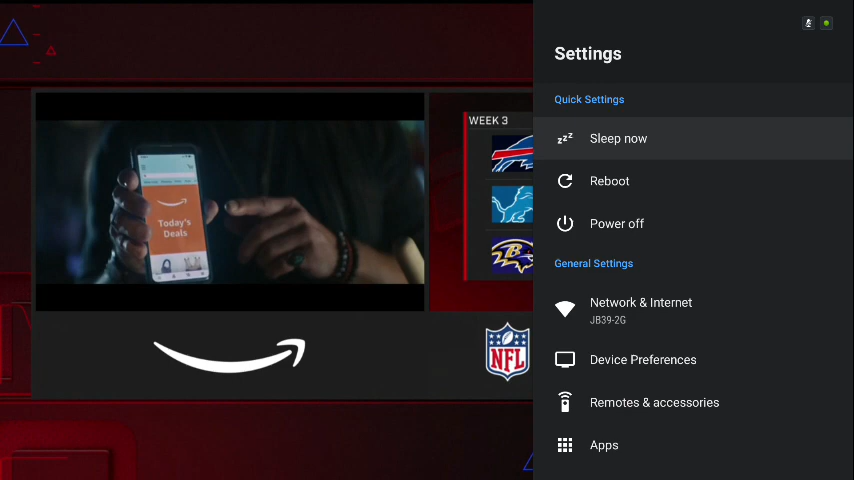 WEEK 3
Today's
Deals
NFL
Settings
Quick Settings
Sleep now
Reboot
Power off
General Settings
Network & Internet
JB39-2G
Device Preferences
Remotes & accessories
Apps